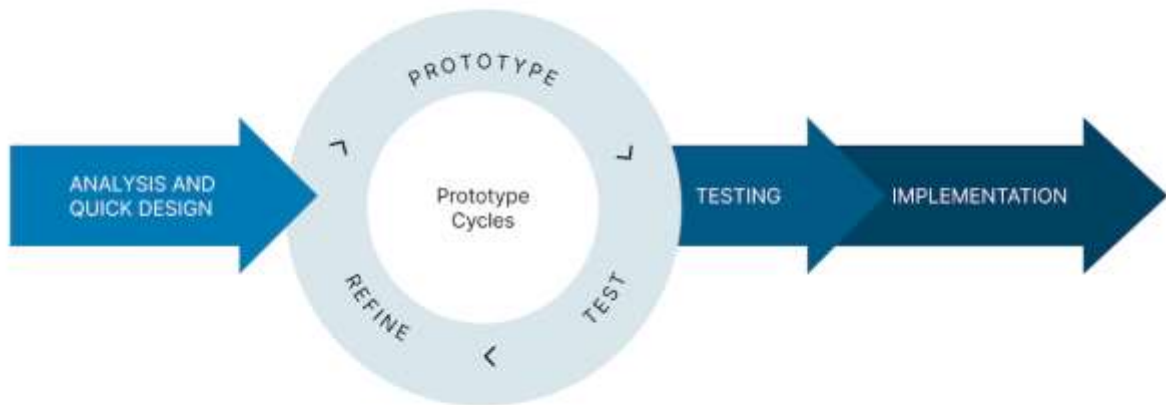 ANALYSIS AND
QUICK DESIGN
PROTOTYPE
Prototype
Cycles
TEST
REFINE
TESTING
IMPLEMENTATION